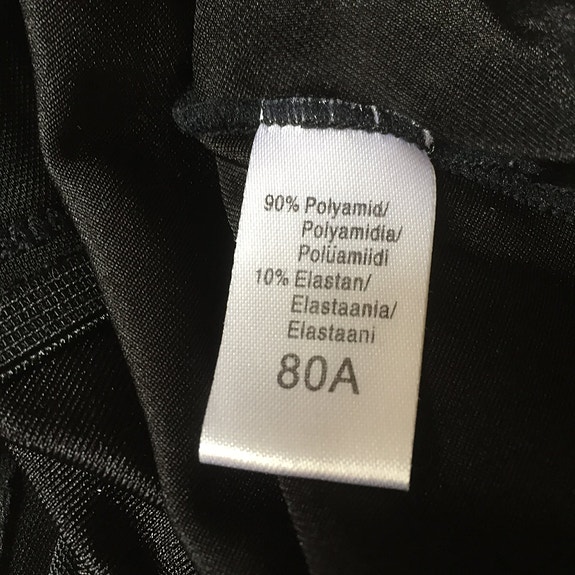 90% Polyamid/
Polyamidia/
Polüamiidi
10% Elastan/
Elastaania/
Elastaani
80A